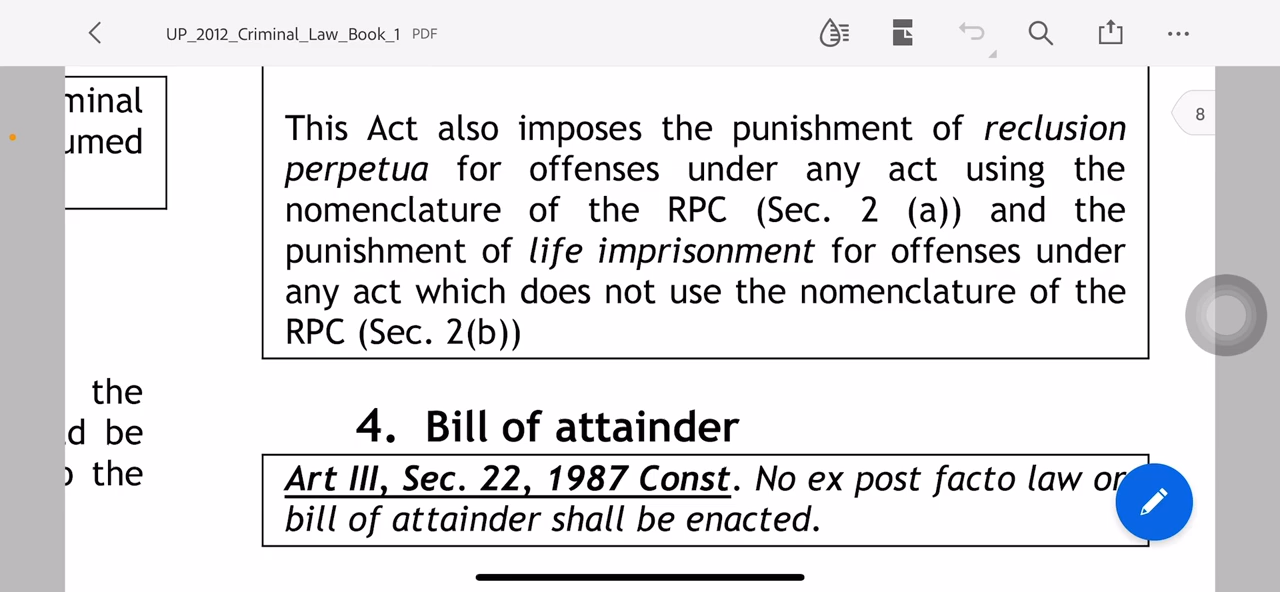 UP_2012_Criminal_Law_Book_1 PDF
minal
umed
the
d be
the
This Act also imposes the punishment of reclusion
perpetua for offenses under any act using the
nomenclature of the RPC (Sec. 2 (a)) and the
punishment of life imprisonment for offenses under
any act which does not use the nomenclature of the
RPC (Sec. 2(b))
4. Bill of attainder
Art III, Sec. 22, 1987 Const. No ex post facto law or
bill of attainder shall be enacted.
8